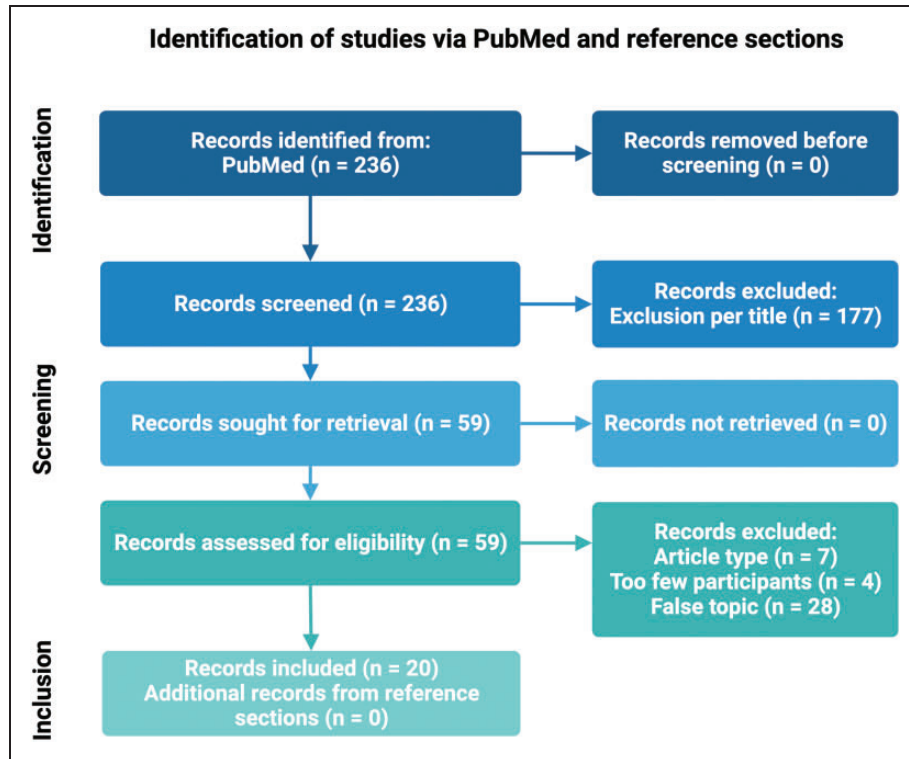 Identification of studies via PubMed and reference sections
Identification
Records identified from:
PubMed (n = 236)
Records removed before
screening (n = 0)
Screening
Records screened (n = 236)
Records excluded:
Exclusion per title (n = 177)
Records sought for retrieval (n = 59)
Records not retrieved (n = 0)
Records assessed for eligibility (n = 59)
Records excluded:
Article type (n = 7)
Too few participants (n = 4)
False topic (n = 28)
Inclusion
Records included (n = 20)
Additional records from reference
sections (n = 0)